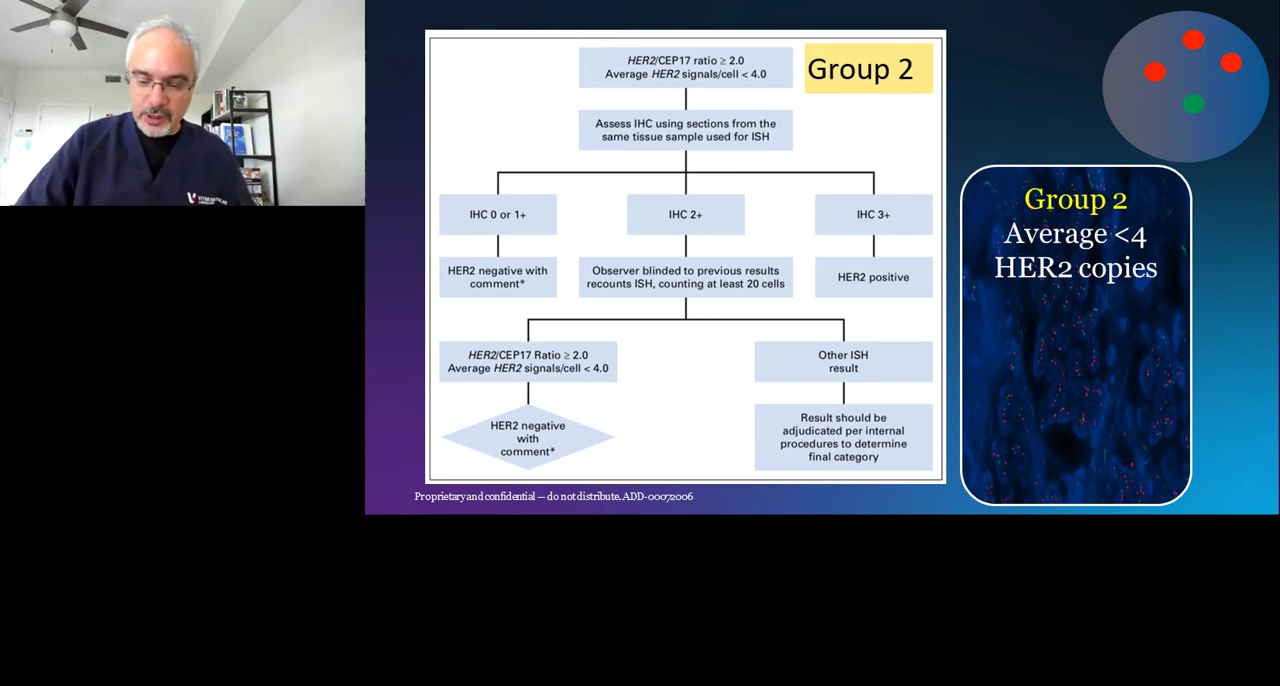 HER2/CEP17 ratio ≥ 2.0
Average HER2 signals/cell < 4.0
Group 2
Assess IHC using sections from the
same tissue sample used for ISH
IHC 0 or 1+
IHC 2+
IHC 3+
HER2 negative with
comment*
Observer blinded to previous results
recounts ISH, counting at least 20 cells
HER2 positive
HER2/CEP17 Ratio ≥ 2.0
Average HER2 signals/cell < 4.0
Other ISH
result
HER2 negative
with
comment*
Result should be
adjudicated per internal
procedures to determine
final category
Group 2
Average <4
HER2 copies
Proprietary and confidential — do not distribute. ADD-00072006